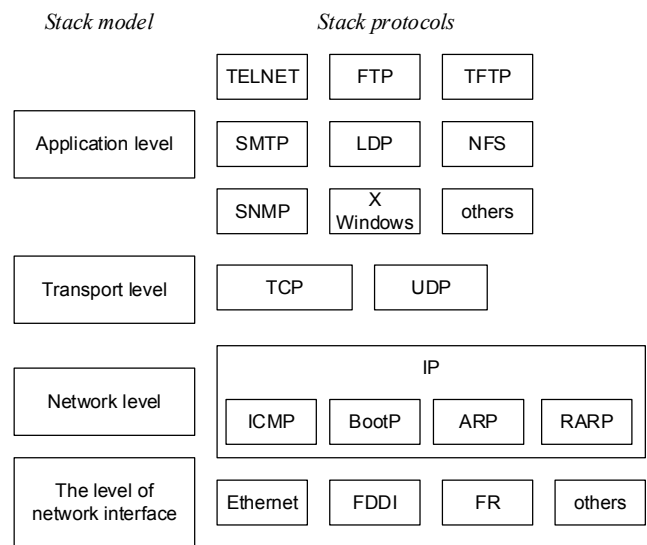 Stack model Stack protocols
TELNET FTP TFTP
Application level SMTP LDP NFS
SNMP X Windows others
Transport level TCP UDP
IP
Network level ICMP BootP ARP RARP
The level of
network interface Ethernet FDDI FR others